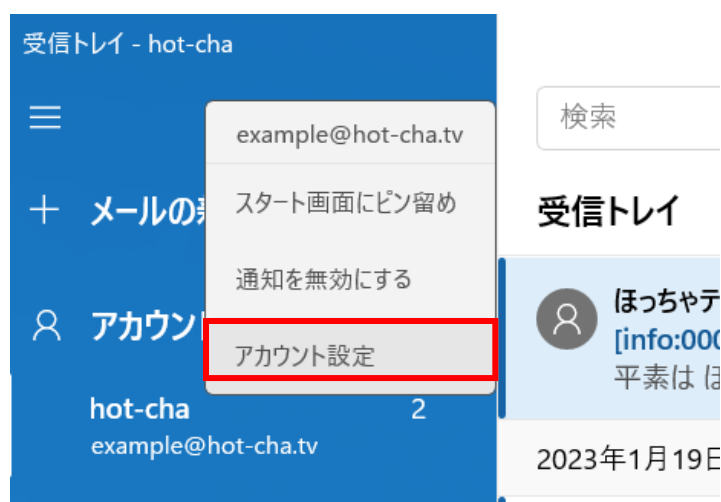 受信トレイ - hot-cha
example@hot-cha.tv
スタート画面にピン留め
通知を無効にする
アカウント設定
メールの
アカウン
hot-cha 2
example@hot-cha.tv
検索
受信トレイ
ほっちゃテ
[info:000
平素は ほ
2023年1月19日